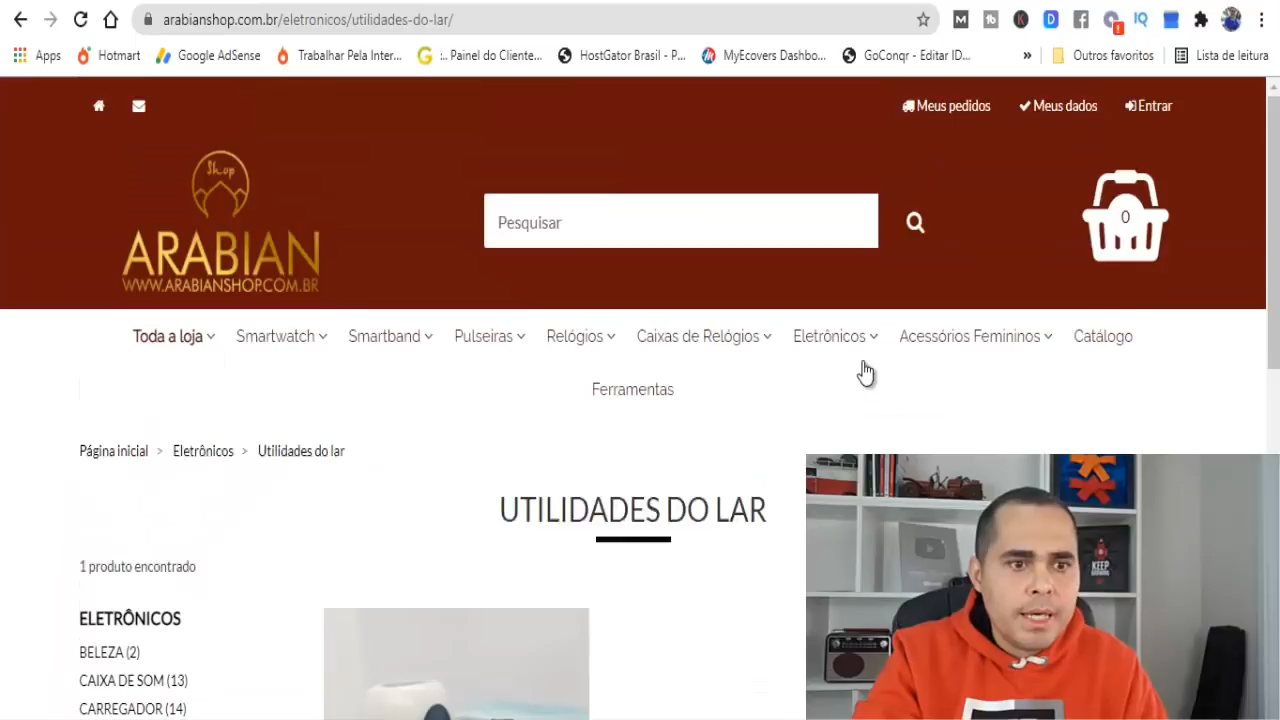 arabianshop.com.br/eletronicos/utilidades-do-lar/
Apps Hotmart Google AdSense Trabalhar Pela Inter... :. Painel do Cliente... HostGator Brasil - P... MyEcovers Dashbo... GoConqr - Editar ID... » Outros favoritos Lista de leitura
Meus pedidos Meus dados Entrar
Shop
ARABIAN
WWW.ARABIANSHOP.COM.BR
Pesquisar
0
Toda a loja Smartwatch Smartband Pulseiras Relógios Caixas de Relógios Eletrônicos Acessórios Femininos Catálogo
Ferramentas
Página inicial > Eletrônicos > Utilidades do lar
UTILIDADES DO LAR
1 produto encontrado
ELETRÔNICOS
BELEZA (2)
CAIXA DE SOM (13)
CARREGADOR (14)
KEEP